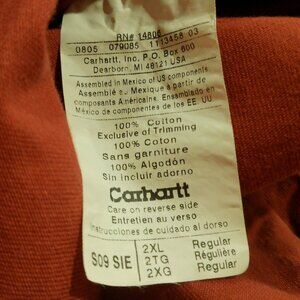 RN# 14806
0805 079085 1113458 03
Carhartt, Inc. P.O. Box 600
Dearborn, MI 48121 USA
Assembled in Mexico of US components
Assemblé au Mexique à partir de
composants Américains. Ensamblado en
México de componentes de los EE. UU
100% Cotton
Exclusive of Trimming
100% Coton
Sans garniture
100% Algodón
Sin incluir adorno
Carhartt
Care on reverse side
Entretien au verso
Instrucciones de cuidado al dorso
S09 SIE
2XL Regular
2TG Régulière
2XG Regular